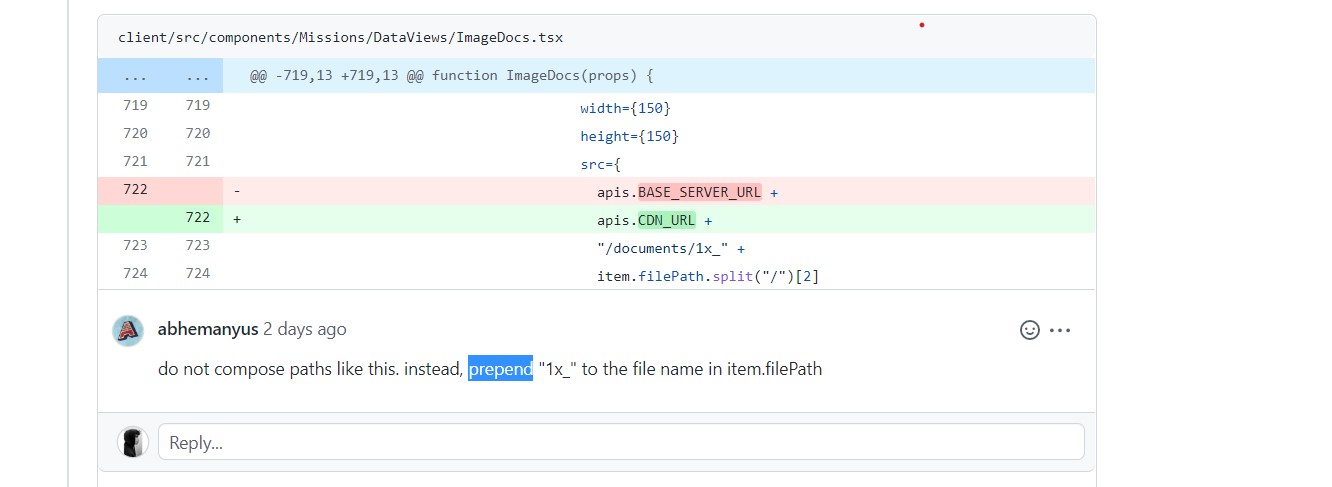 client/src/components/Missions/DataViews/ImageDocs.tsx
... ... @@ -719,13 +719,13 @@ function ImageDocs(props) {
719 719 width={150}
720 720 height={150}
721 721 src={
722 - apis.BASE_SERVER_URL +
722 + apis.CDN_URL +
723 723 "/documents/1x_" +
724 724 item.filePath.split("/")[2]
abhemanyus 2 days ago
do not compose paths like this. instead, prepend "1x_" to the file name in item.filePath
Reply...